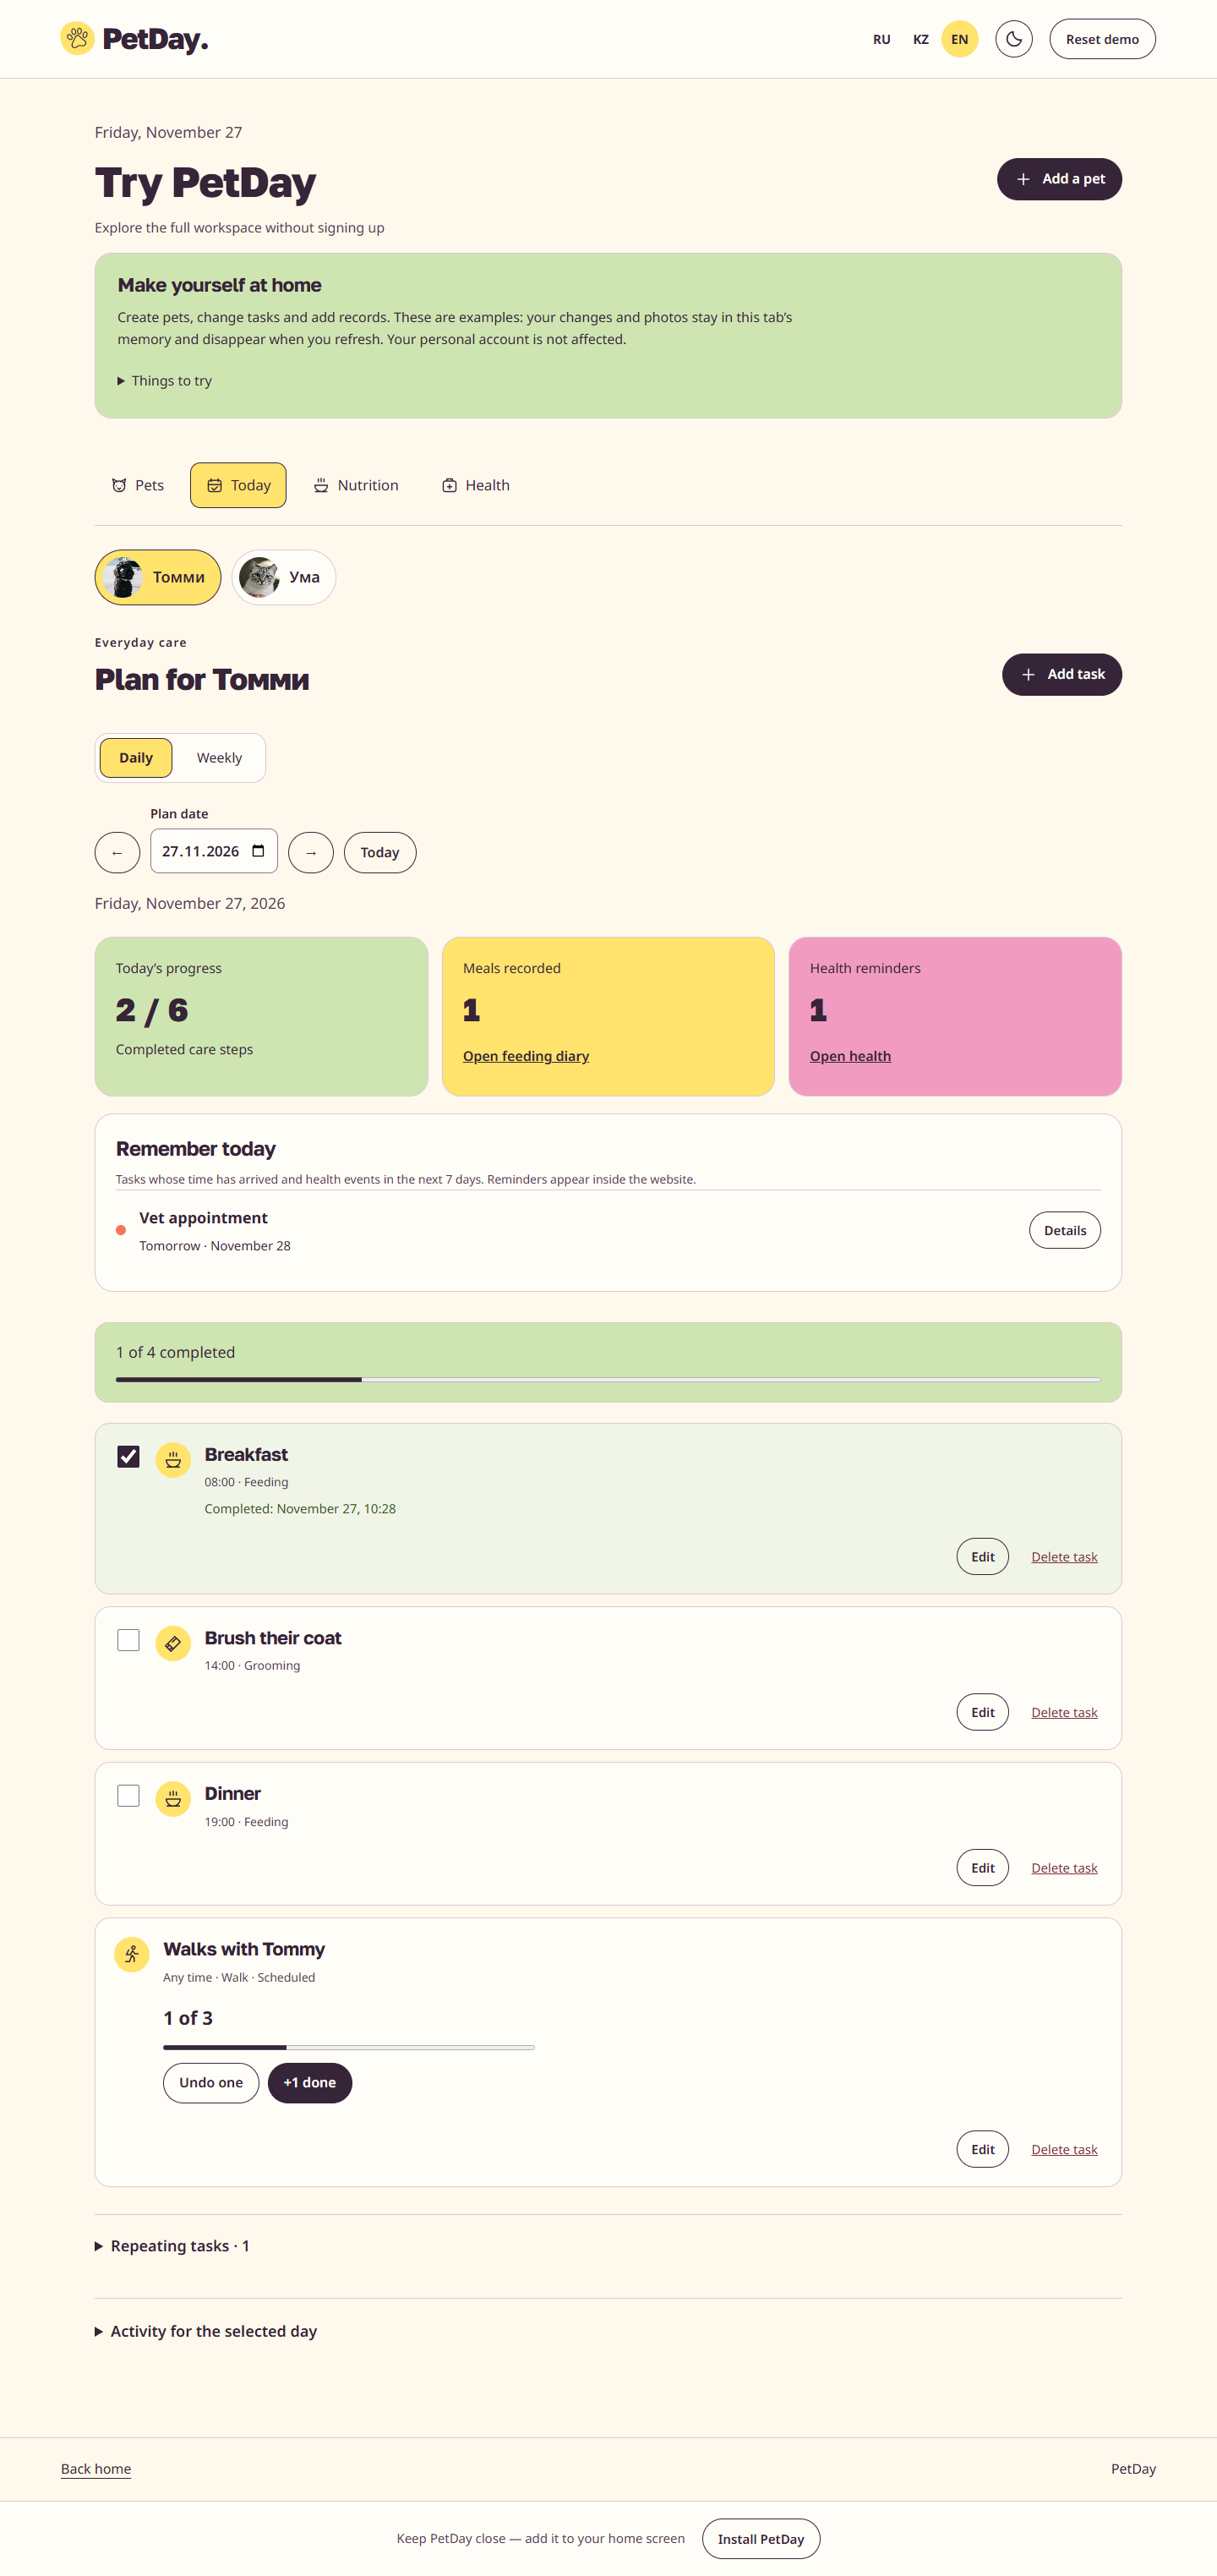 PetDay.
RU KZ EN
Reset demo
Friday, November 27
Try PetDay
Add a pet
Explore the full workspace without signing up
Make yourself at home
Create pets, change tasks and add records. These are examples: your changes and photos stay in this tab's
memory and disappear when you refresh. Your personal account is not affected.
Things to try
Pets
Today
Nutrition
Health
Томми
Ума
Everyday care
Plan for Томми
Add task
Daily
Weekly
Plan date
←
27.11.2026
→
Today
Friday, November 27, 2026
Today's progress
2 / 6
Completed care steps
Meals recorded
1
Open feeding diary
Health reminders
1
Open health
Remember today
Tasks whose time has arrived and health events in the next 7 days. Reminders appear inside the website.
Vet appointment
Tomorrow · November 28
Details
1 of 4 completed
Breakfast
08:00 · Feeding
Completed: November 27, 10:28
Edit
Delete task
Brush their coat
14:00 · Grooming
Edit
Delete task
Dinner
19:00 · Feeding
Edit
Delete task
Walks with Tommy
Any time · Walk · Scheduled
1 of 3
Undo one
+1 done
Edit
Delete task
Repeating tasks · 1
Activity for the selected day
Back home
PetDay
Keep PetDay close — add it to your home screen
Install PetDay